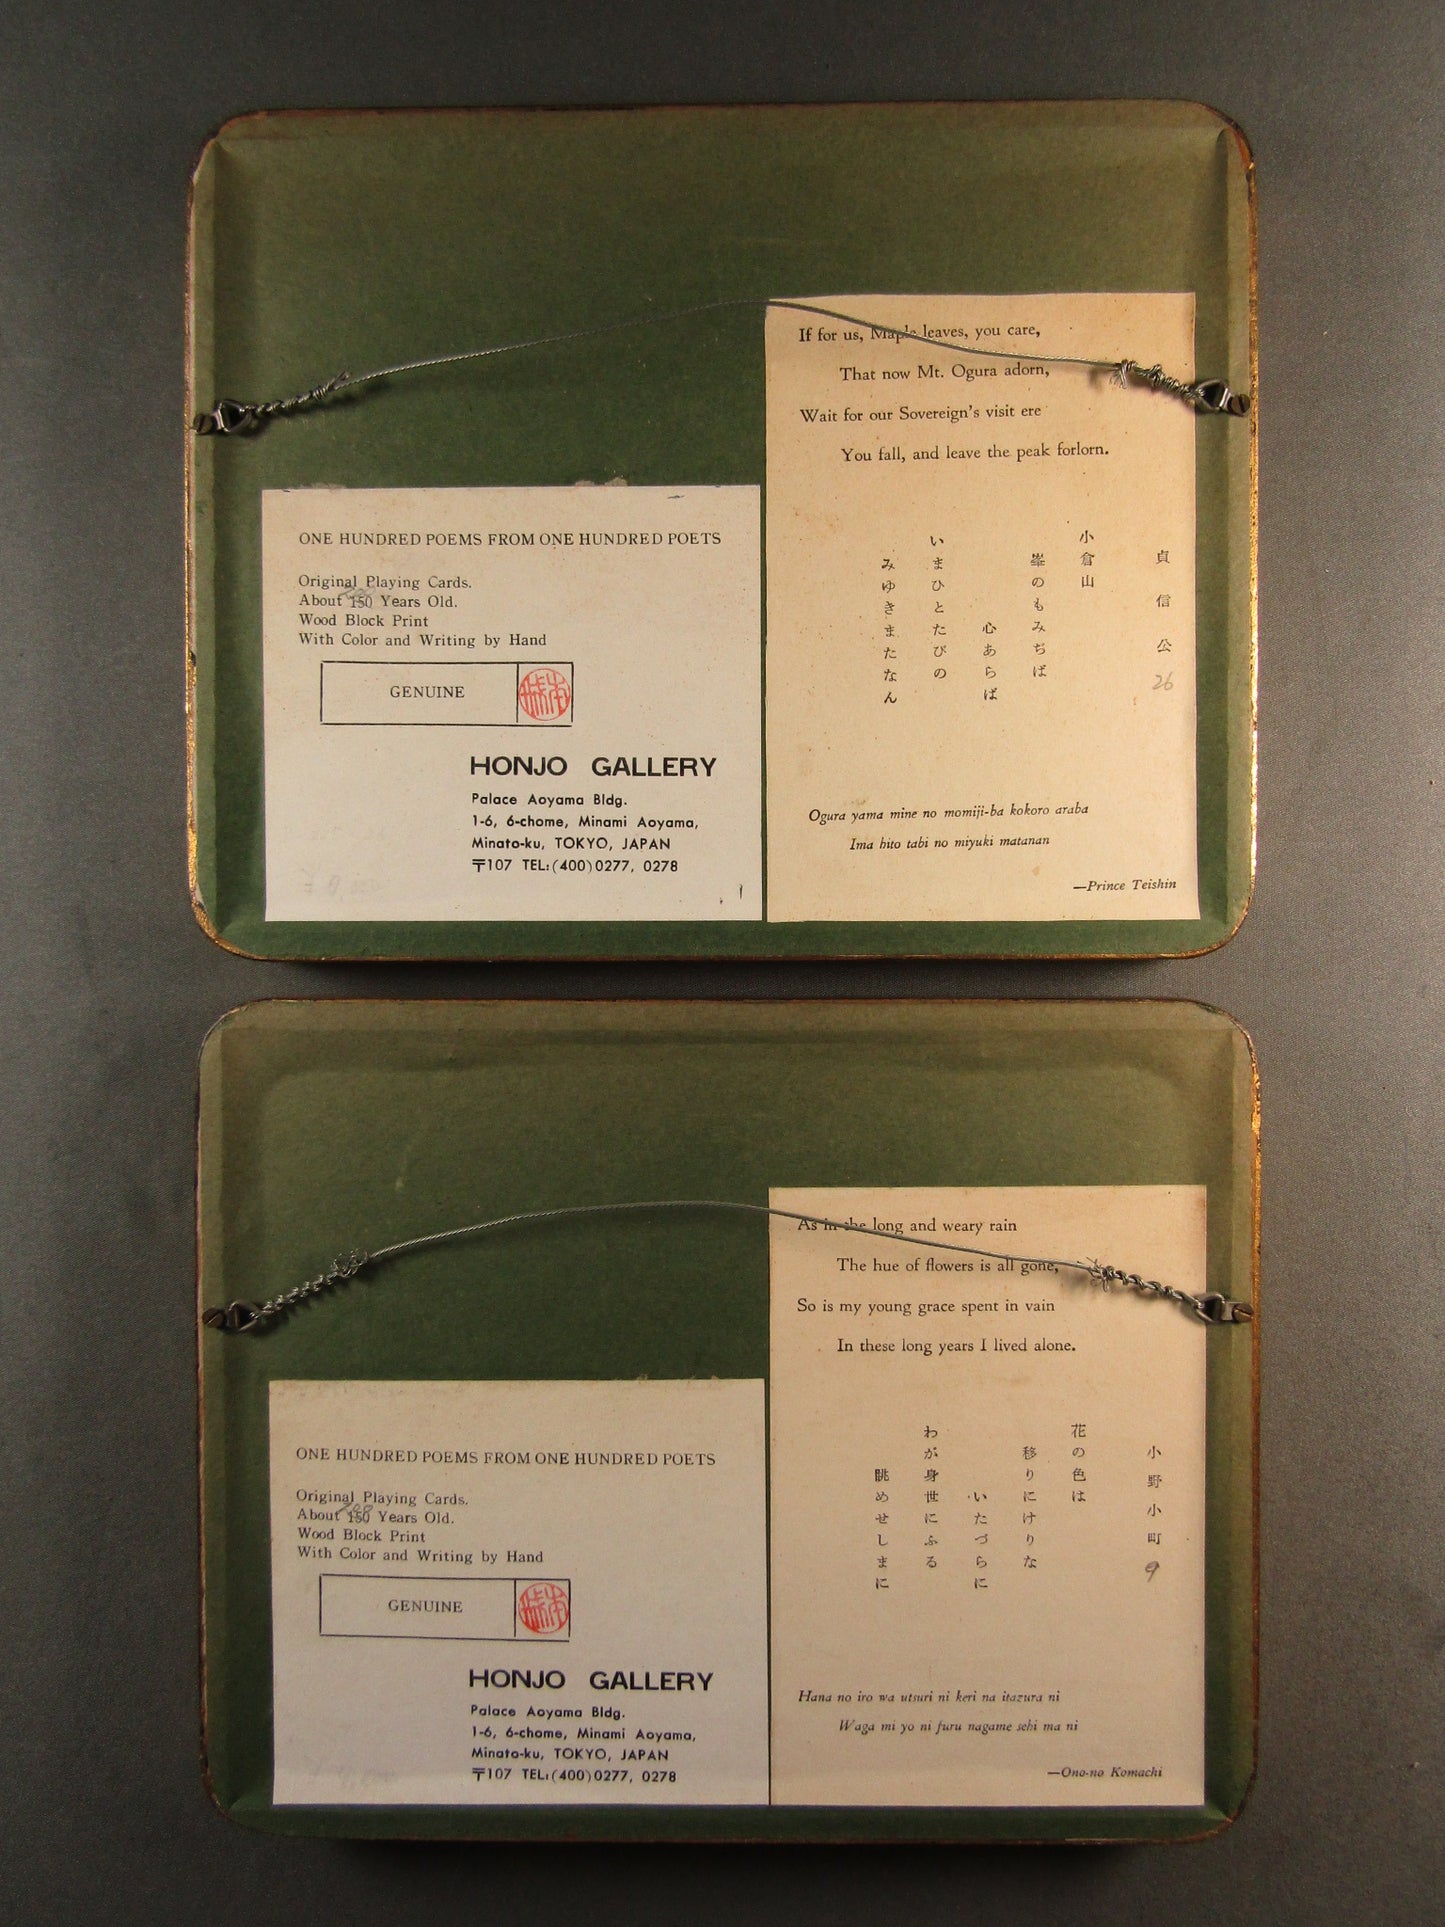 If for us, Maple leaves, you care,
That now Mt. Ogura adorn,
Wait for our Sovereign's visit ere
You fall, and leave the peak forlorn.
貞信公
26
小倉山
峯のもみぢば
心あらば
いまひとたびの
みゆきまたなん
Ogura yama mine no momiji-ba kokoro araba
Ima hito tabi no miyuki matanan
—Prince Teishin
ONE HUNDRED POEMS FROM ONE HUNDRED POETS
Original Playing Cards.
About 150 Years Old.
Wood Block Print
With Color and Writing by Hand
GENUINE
HONJO GALLERY
Palace Aoyama Bldg.
1-6, 6-chome, Minami Aoyama,
Minato-ku, TOKYO, JAPAN
〒107 TEL:(400)0277, 0278
As in the long and weary rain
The hue of flowers is all gone,
So is my young grace spent in vain
In these long years I lived alone.
小野小町
9
花の色は
移りにけりな
いたづらに
わが身世にふる
眺めせしまに
Hana no iro wa utsuri ni keri na itazura ni
Waga mi yo ni furu nagame sehi ma ni
—Ono-no Komachi
ONE HUNDRED POEMS FROM ONE HUNDRED POETS
Original Playing Cards.
200
About 150 Years Old.
Wood Block Print
With Color and Writing by Hand
GENUINE
HONJO GALLERY
Palace Aoyama Bldg.
1-6, 6-chome, Minami Aoyama,
Minato-ku, TOKYO, JAPAN
〒107 TEL:(400)0277, 0278